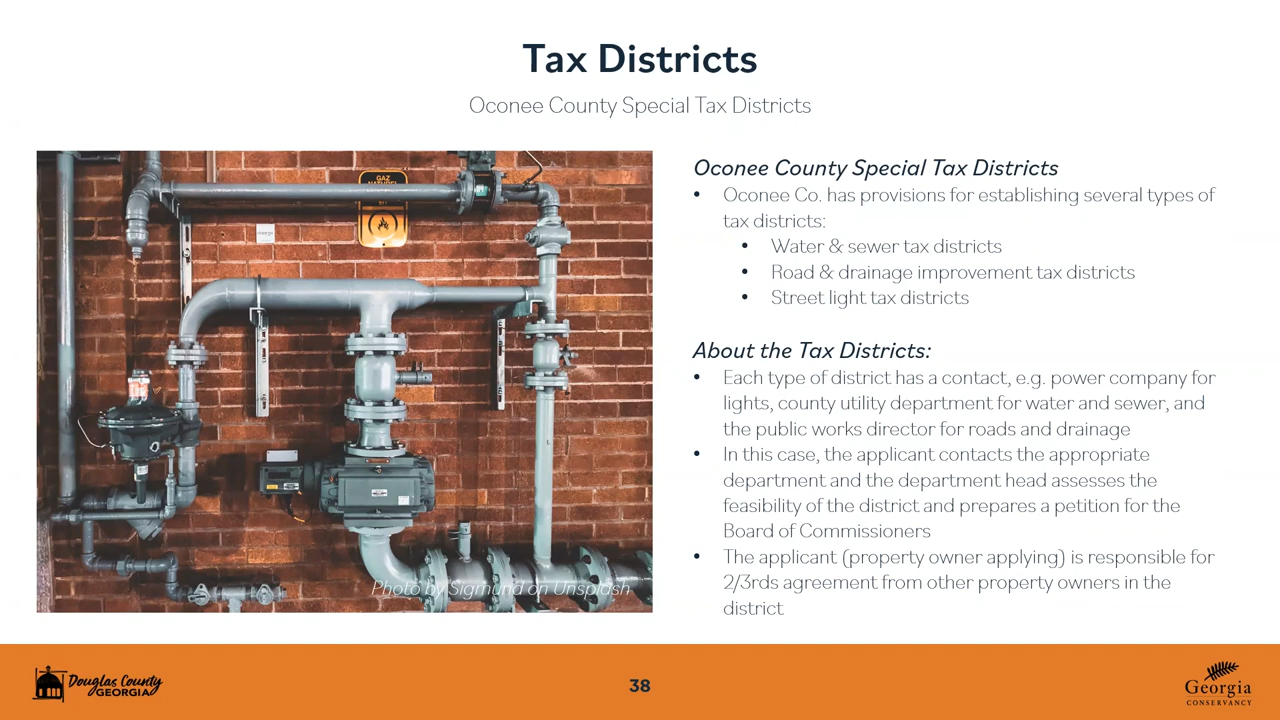 Tax Districts
Oconee County Special Tax Districts
GAZ
NATUREL
Photo by Sigmund on Unsplash
Oconee County Special Tax Districts
• Oconee Co. has provisions for establishing several types of
tax districts:
• Water & sewer tax districts
• Road & drainage improvement tax districts
• Street light tax districts
About the Tax Districts:
• Each type of district has a contact, e.g. power company for
lights, county utility department for water and sewer, and
the public works director for roads and drainage
• In this case, the applicant contacts the appropriate
department and the department head assesses the
feasibility of the district and prepares a petition for the
Board of Commissioners
• The applicant (property owner applying) is responsible for
2/3rds agreement from other property owners in the
district
Douglas County
GEORGIA
38
Georgia
CONSERVANCY